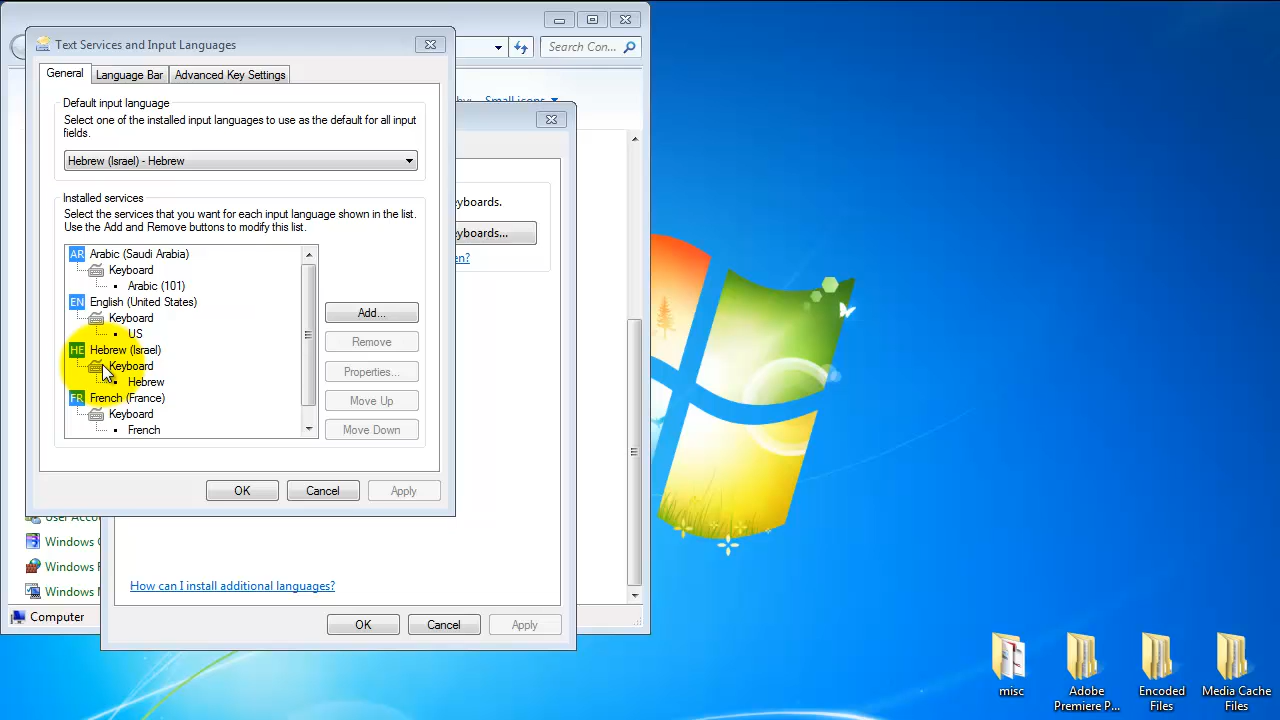 Text Services and Input Languages
General
Language Bar
Advanced Key Settings
Default input language
Select one of the installed input languages to use as the default for all input
fields.
Hebrew (Israel) - Hebrew
Installed services
Select the services that you want for each input language shown in the list.
Use the Add and Remove buttons to modify this list.
AR Arabic (Saudi Arabia)
Keyboard
Arabic (101)
EN English (United States)
Keyboard
US
HE Hebrew (Israel)
Keyboard
Hebrew
FR French (France)
Keyboard
French
Add...
Remove
Properties...
Move Up
Move Down
OK
Cancel
Apply
Search Con...
Small icons
eyboards.
eyboards...
en?
User Acco
Windows
Windows
Windows
Computer
How can I install additional languages?
OK
Cancel
Apply
misc
Adobe
Premiere P...
Encoded
Files
Media Cache
Files